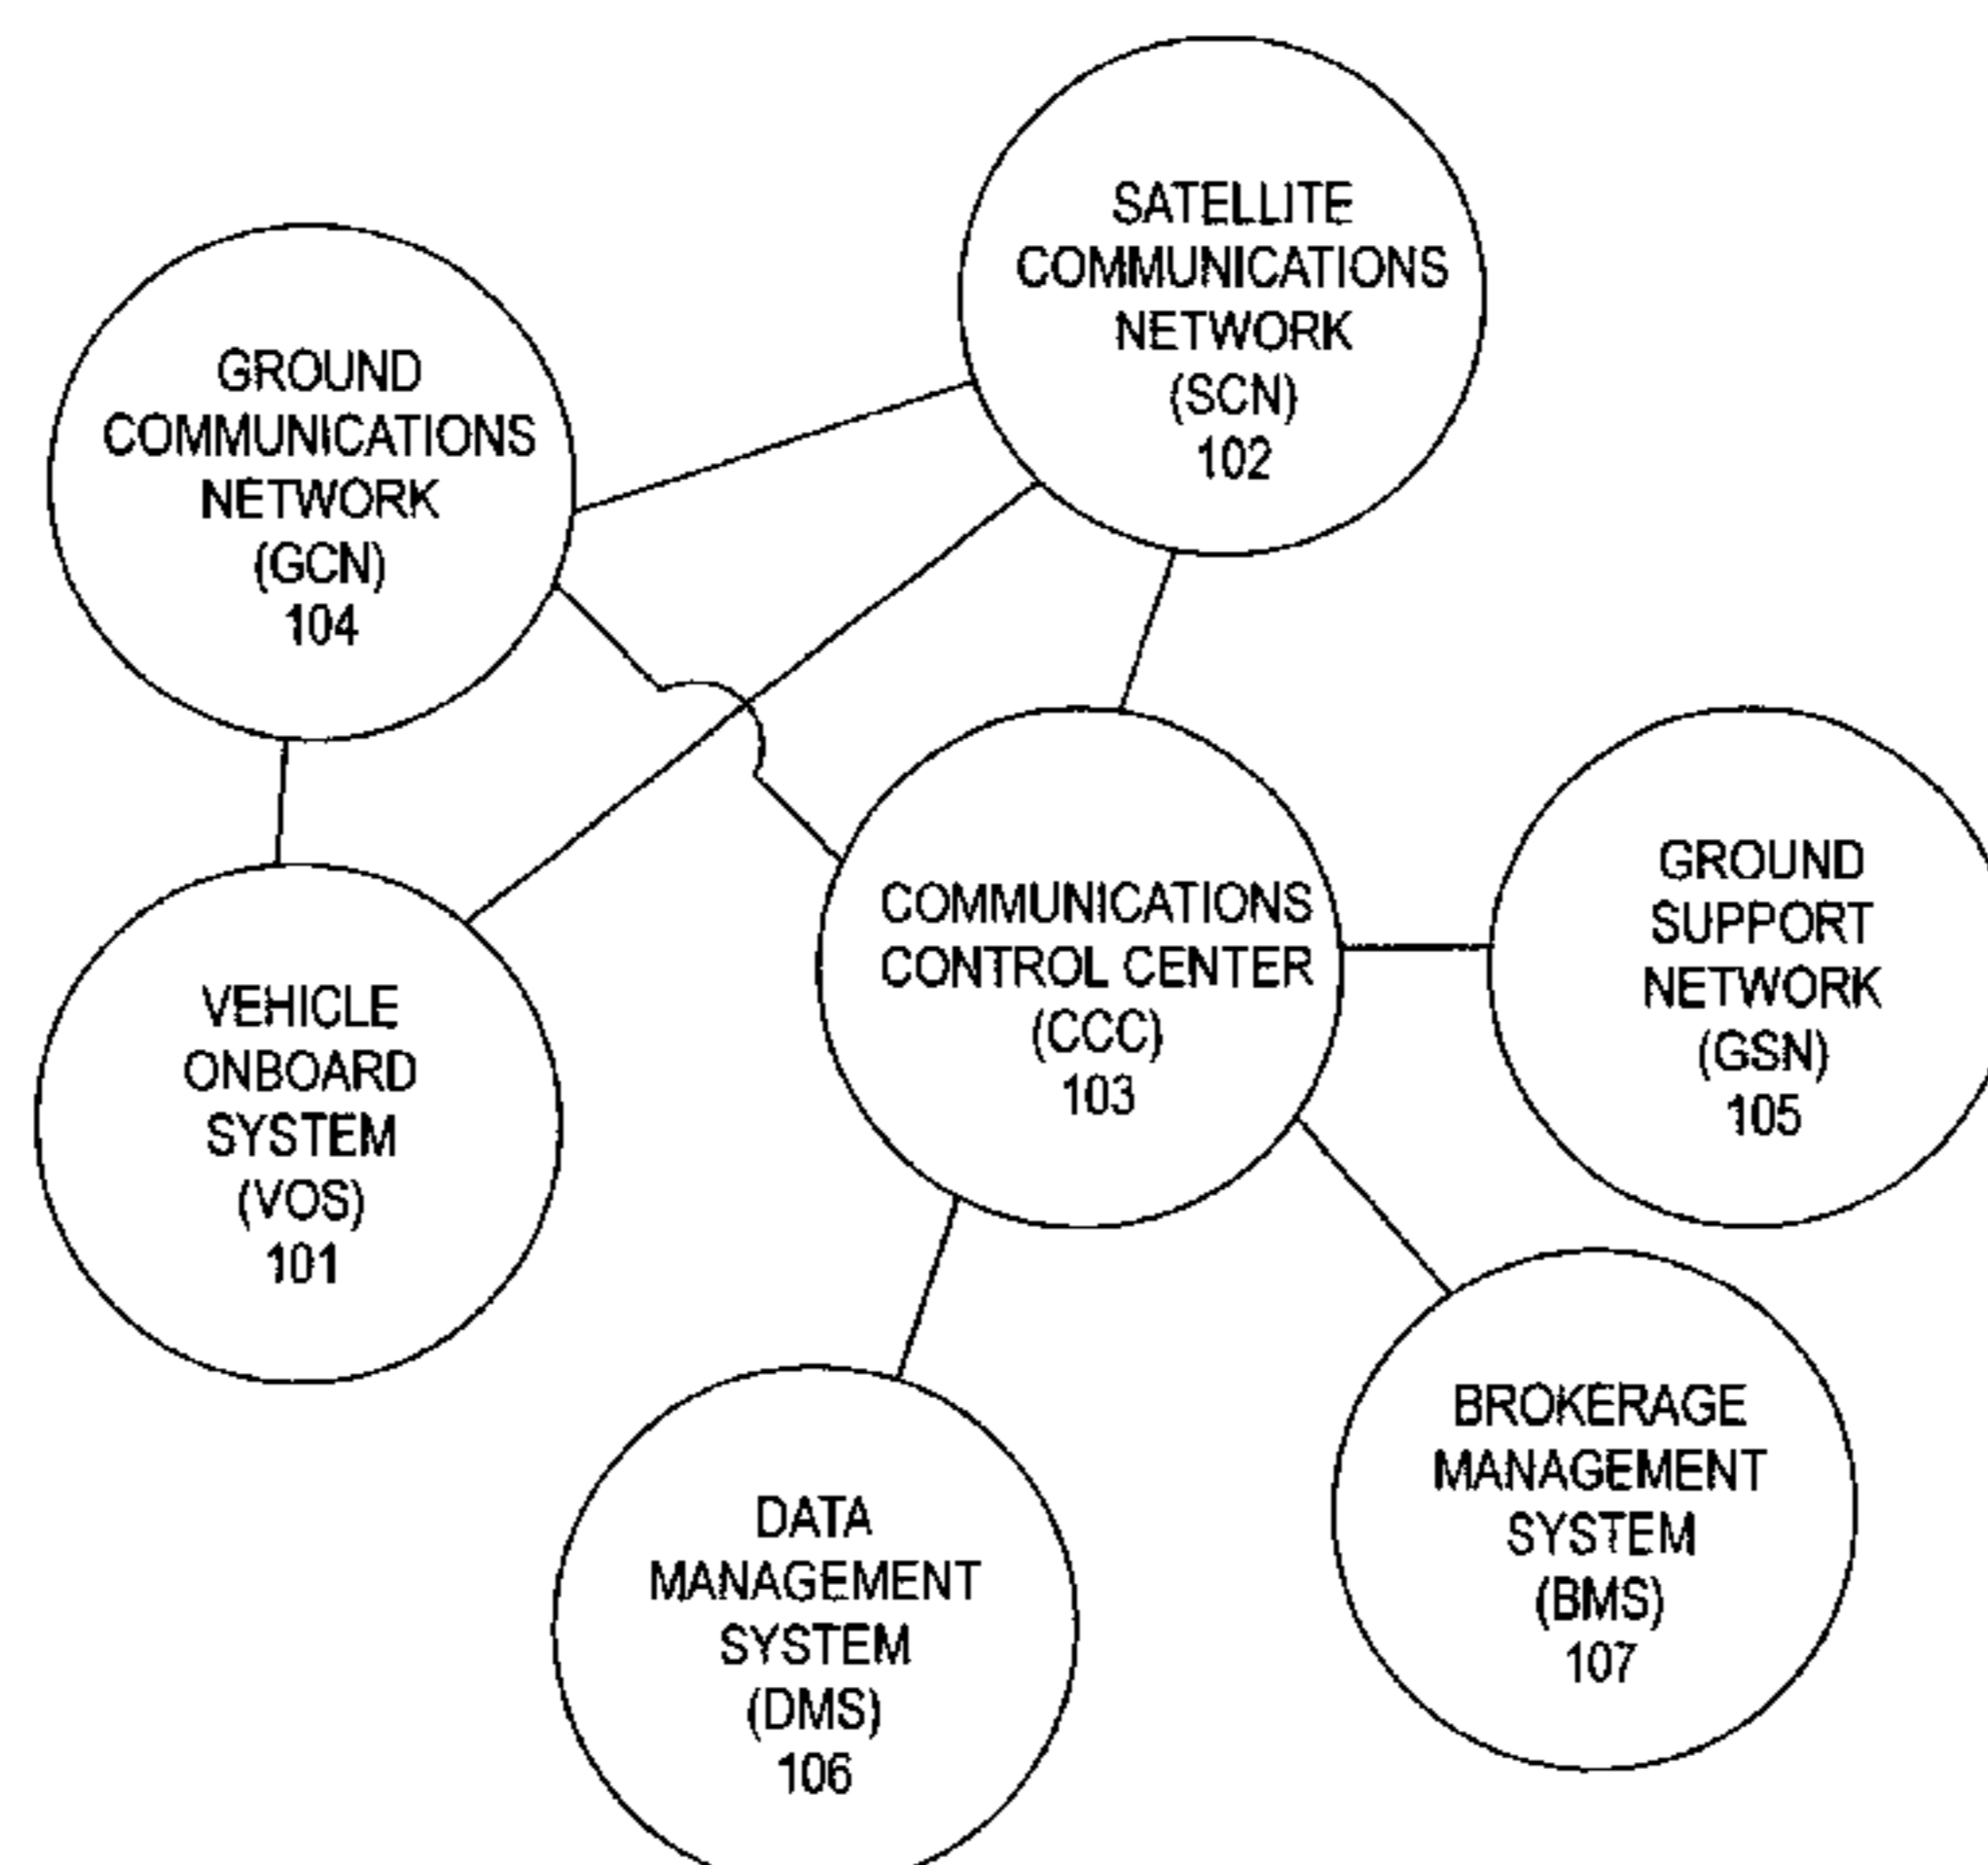 SATELLITE
COMMUNICATIONS
NETWORK
(SCN)
102
GROUND
COMMUNICATIONS
NETWORK
(GCN)
104
VEHICLE
ONBOARD
SYSTEM
(VOS)
101
COMMUNICATIONS
CONTROL CENTER
(CCC)
103
GROUND
SUPPORT
NETWORK
(GSN)
105
DATA
MANAGEMENT
SYSTEM
(DMS)
106
BROKERAGE
MANAGEMENT
SYSTEM
(BMS)
107